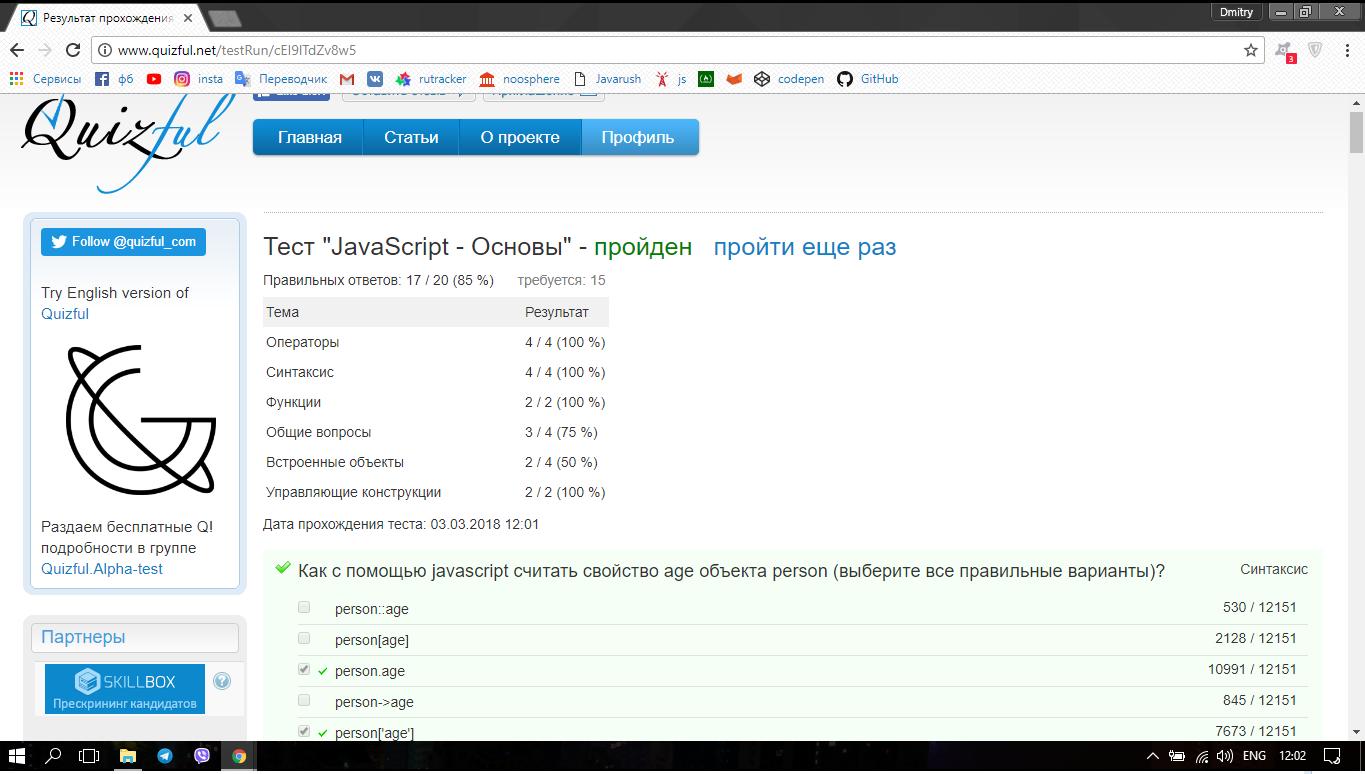 Результат прохождения
Dmitry
www.quizful.net/testRun/cEI9ITdZv8w5
3
Сервисы фб insta Переводчик rutracker noosphere Javarush js codepen GitHub
Quizful
Главная Статьи О проекте Профиль
Follow @quizful_com
Try English version of
Quizful
Раздаем бесплатные Q!
подробности в группе
Quizful.Alpha-test
Партнеры
SKILLBOX
Прескрининг кандидатов
Тест "JavaScript - Основы" - пройден пройти еще раз
Правильных ответов: 17 / 20 (85 %) требуется: 15
Тема Результат
Операторы 4 / 4 (100 %)
Синтаксис 4 / 4 (100 %)
Функции 2 / 2 (100 %)
Общие вопросы 3 / 4 (75 %)
Встроенные объекты 2 / 4 (50 %)
Управляющие конструкции 2 / 2 (100 %)
Дата прохождения теста: 03.03.2018 12:01
Как с помощью javascript считать свойство age объекта person (выберите все правильные варианты)? Синтаксис
person::age 530 / 12151
person[age] 2128 / 12151
person.age 10991 / 12151
person->age 845 / 12151
person['age'] 7673 / 12151
ENG 12:02